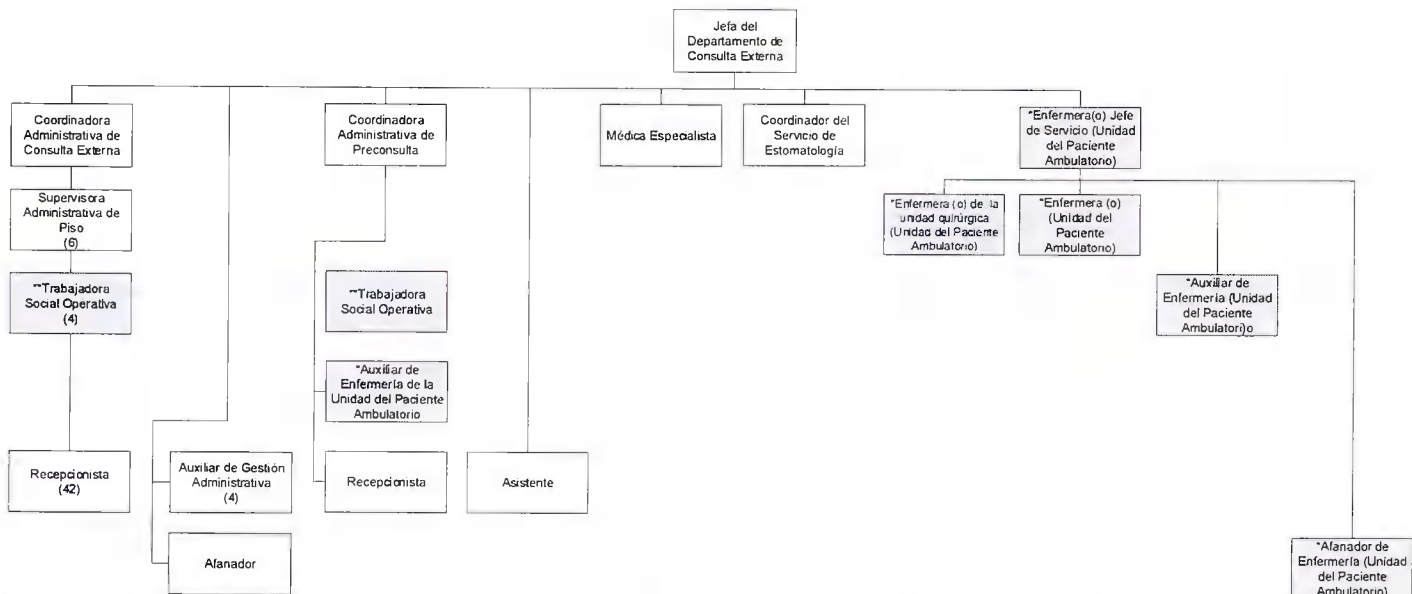 Jefa del
Departamento de
Consulta Externa
Coordinadora
Administrativa de
Consulta Externa
Coordinadora
Administrativa de
Preconsulta
Médica Especialista
Coordinador del
Servicio de
Estomatología
*Enfermera(o) Jefe
de Servicio (Unidad
del Paciente
Ambulatorio)
Supervisora
Administrativa de
Piso
(6)
*Enfermera (o) de la
unidad quirúrgica
(Unidad del Paciente
Ambulatorio)
*Enfermera (o)
(Unidad del
Paciente
Ambulatorio)
**Trabajadora
Social Operativa
(4)
**Trabajadora
Social Operativa
*Auxiliar de
Enfermería (Unidad
del Paciente
Ambulatori)o
*Auxiliar de
Enfermería de la
Unidad del Paciente
Ambulatorio
Recepcionista
(42)
Auxiliar de Gestión
Administrativa
(4)
Recepcionista
Asistente
Afanador
*Afanador de
Enfermería (Unidad
del Paciente
Ambulatorio)